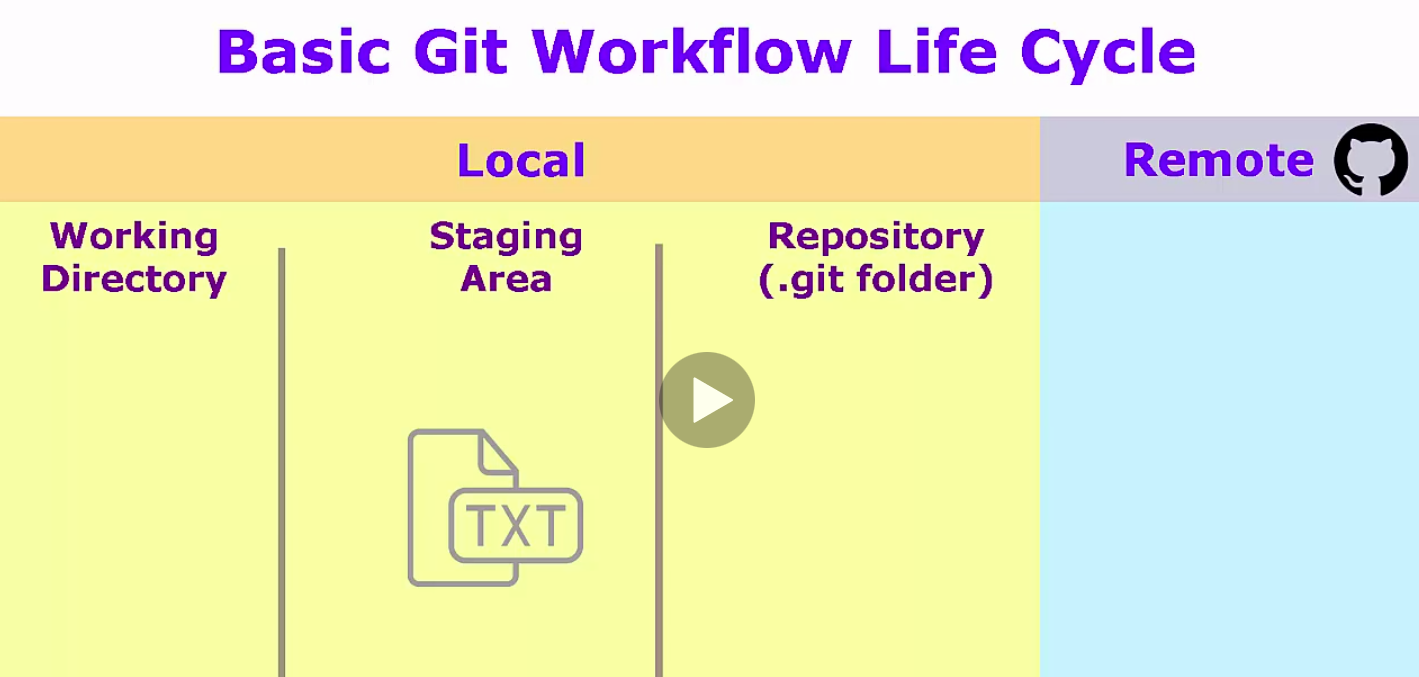 Basic Git Workflow Life Cycle
Local
Remote
Working
Directory
Staging
Area
Repository
(.git folder)
TXT